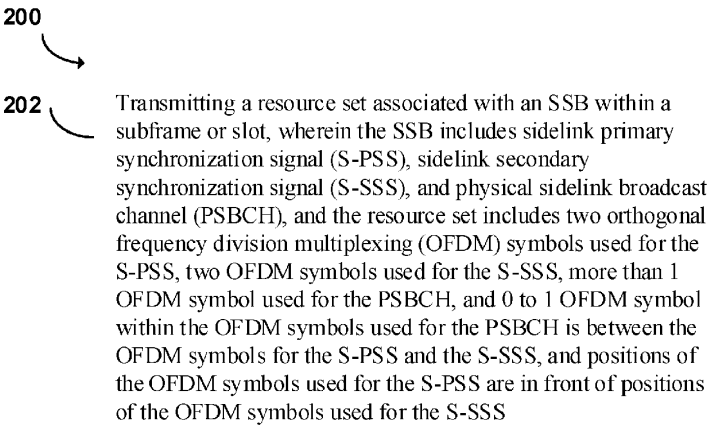 200
202
Transmitting a resource set associated with an SSB within a
subframe or slot, wherein the SSB includes sidelink primary
synchronization signal (S-PSS), sidelink secondary
synchronization signal (S-SSS), and physical sidelink broadcast
channel (PSBCH), and the resource set includes two orthogonal
frequency division multiplexing (OFDM) symbols used for the
S-PSS, two OFDM symbols used for the S-SSS, more than 1
OFDM symbol used for the PSBCH, and 0 to 1 OFDM symbol
within the OFDM symbols used for the PSBCH is between the
OFDM symbols for the S-PSS and the S-SSS, and positions of
the OFDM symbols used for the S-PSS are in front of positions
of the OFDM symbols used for the S-SSS